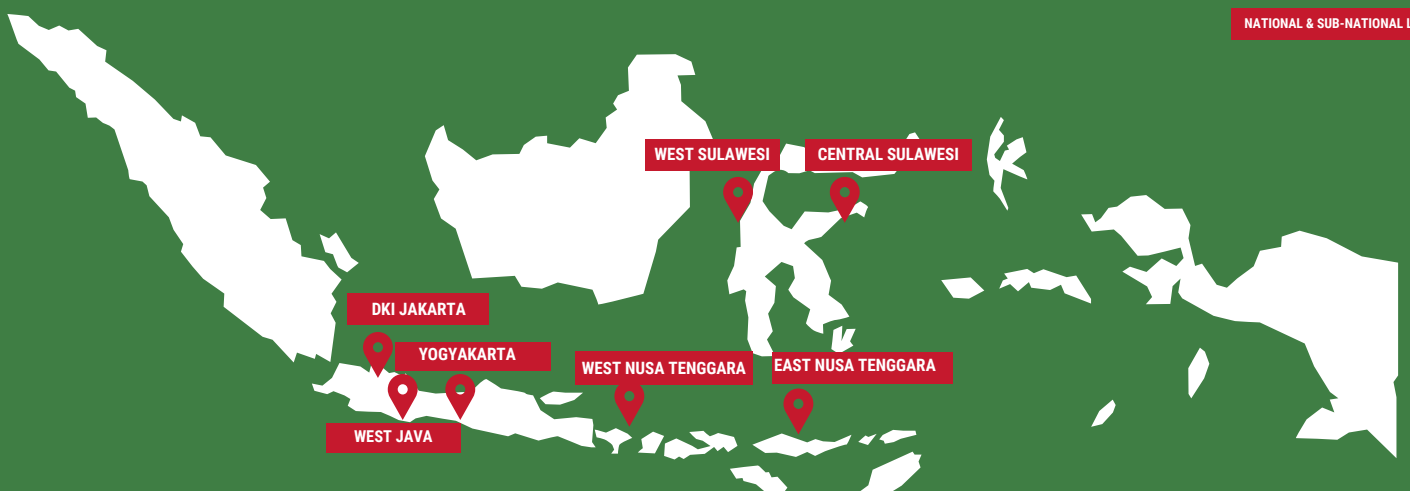 NATIONAL & SUB-NATIONAL
WEST SULAWESI
CENTRAL SULAWESI
DKI JAKARTA
YOGYAKARTA
WEST NUSA TENGGARA
EAST NUSA TENGGARA
WEST JAVA